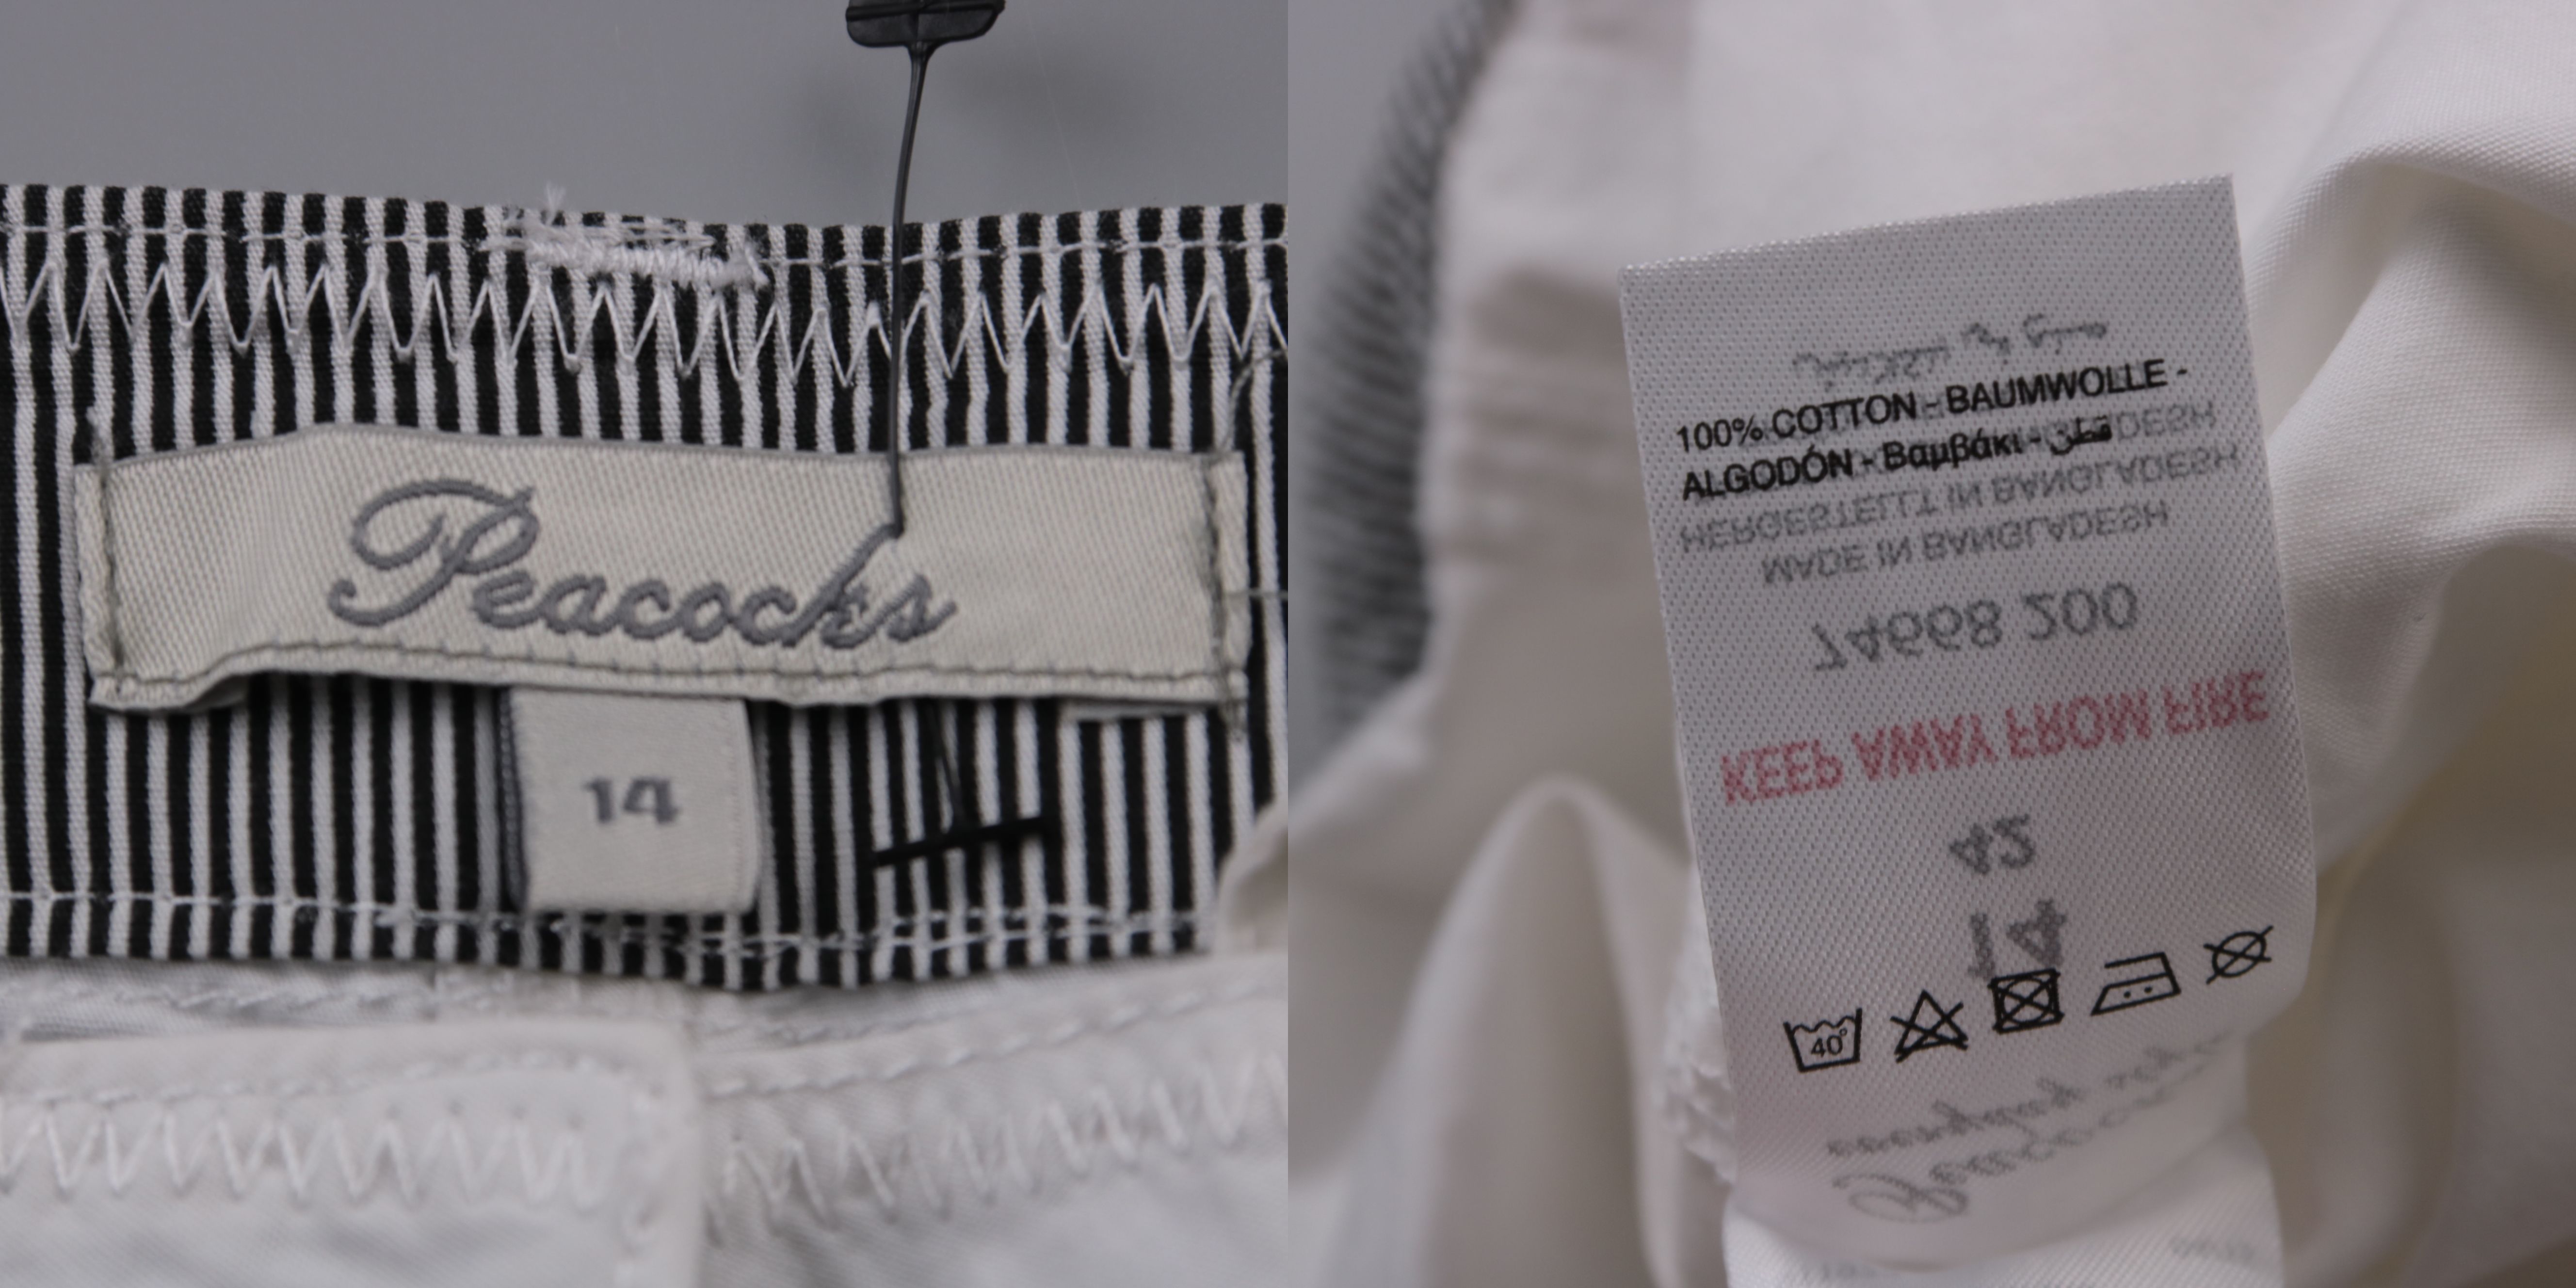 Peacocks
14
100% COTTON - BAUMWOLLE -
ALGODÓN - Βαμβάκι - قطن
HERGESTELLT IN BANGLADESH
MADE IN BANGLADESH
74668 200
KEEP AWAY FROM FIRE
42
14
40°
Peacocks